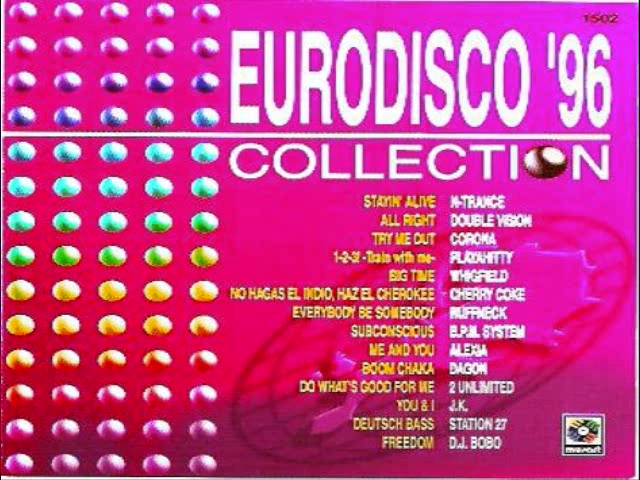 1502
EURODISCO '96
COLLECTION
STAYIN' ALIVE N-TRANCE
ALL RIGHT DOUBLE VISION
TRY ME OUT CORONA
1-2-3! -Train with me- PLAYAHITTY
BIG TIME WHIGFIELD
NO HAGAS EL INDIO, HAZ EL CHEROKEE CHERRY COKE
EVERYBODY BE SOMEBODY RUFFNECK
SUBCONSCIOUS B.P.M. SYSTEM
ME AND YOU ALEXIA
BOOM CHAKA DAGON
DO WHAT'S GOOD FOR ME 2 UNLIMITED
YOU & I J.K.
DEUTSCH BASS STATION 27
FREEDOM D.J. BOBO
musart